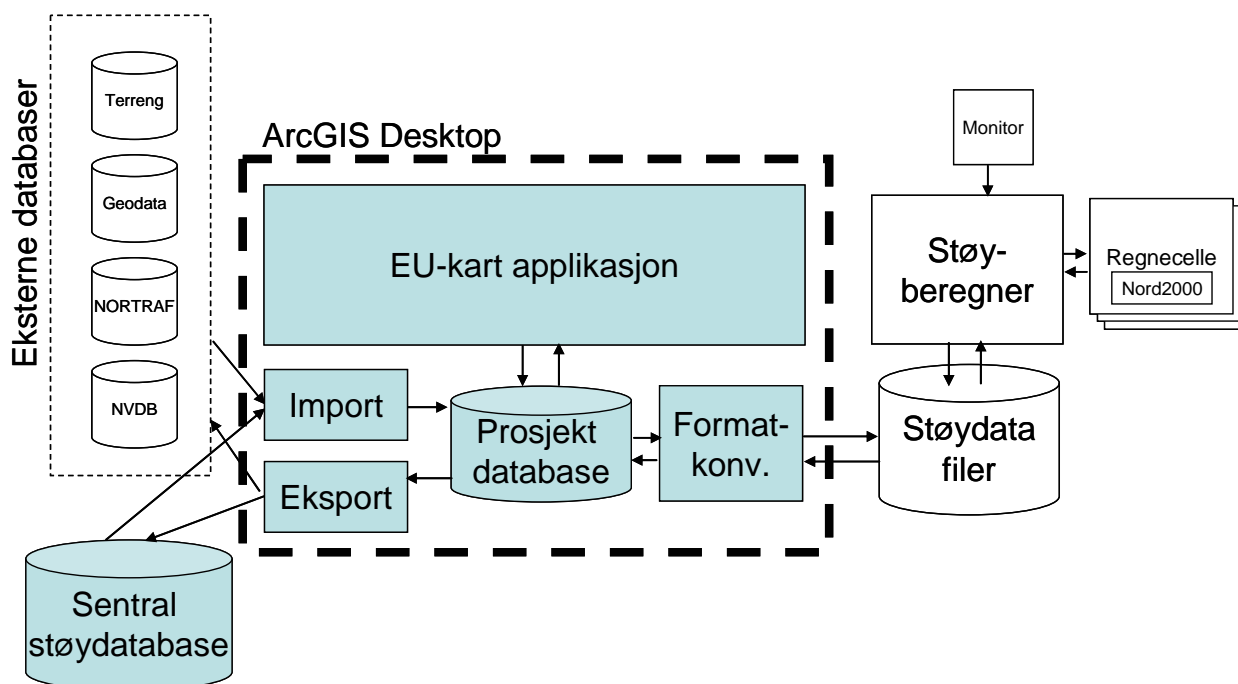 Eksterne databaser
Terreng
Geodata
NORTRAF
NVDB
ArcGIS Desktop
EU-kart applikasjon
Import
Eksport
Prosjekt
database
Format-
konv.
Sentral
støydatabase
Monitor
Støy-
beregner
Regnecelle
Nord2000
Støydata
filer